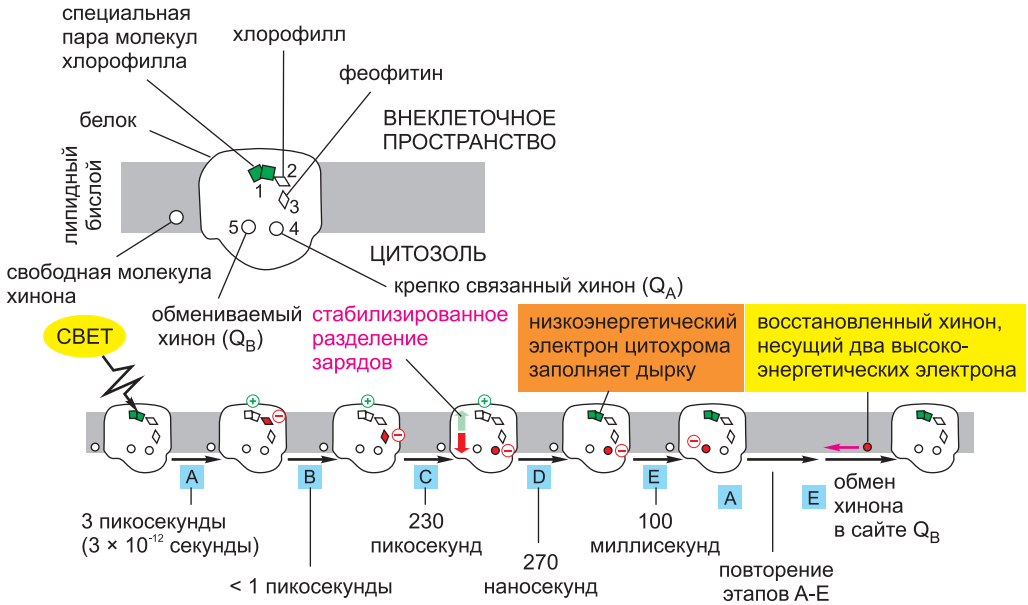 специальная
пара молекул
хлорофилла
хлорофилл
феофитин
белок
ВНЕКЛЕТОЧНОЕ
ПРОСТРАНСТВО
липидный
бислой
1
2
3
4
5
ЦИТОЗОЛЬ
свободная молекула
хинона
крепко связанный хинон (QA)
обмениваемый
хинон (QB)
СВЕТ
стабилизированное
разделение
зарядов
низкоэнергетический
электрон цитохрома
заполняет дырку
восстановленный хинон,
несущий два высоко-
энергетических электрона
+ − + − + − − −
A B C D E A E
3 пикосекунды
(3 × 10⁻¹² секунды)
< 1 пикосекунды
230
пикосекунд
270
наносекунд
100
миллисекунд
повторение
этапов A-E
обмен
хинона
в сайте QB